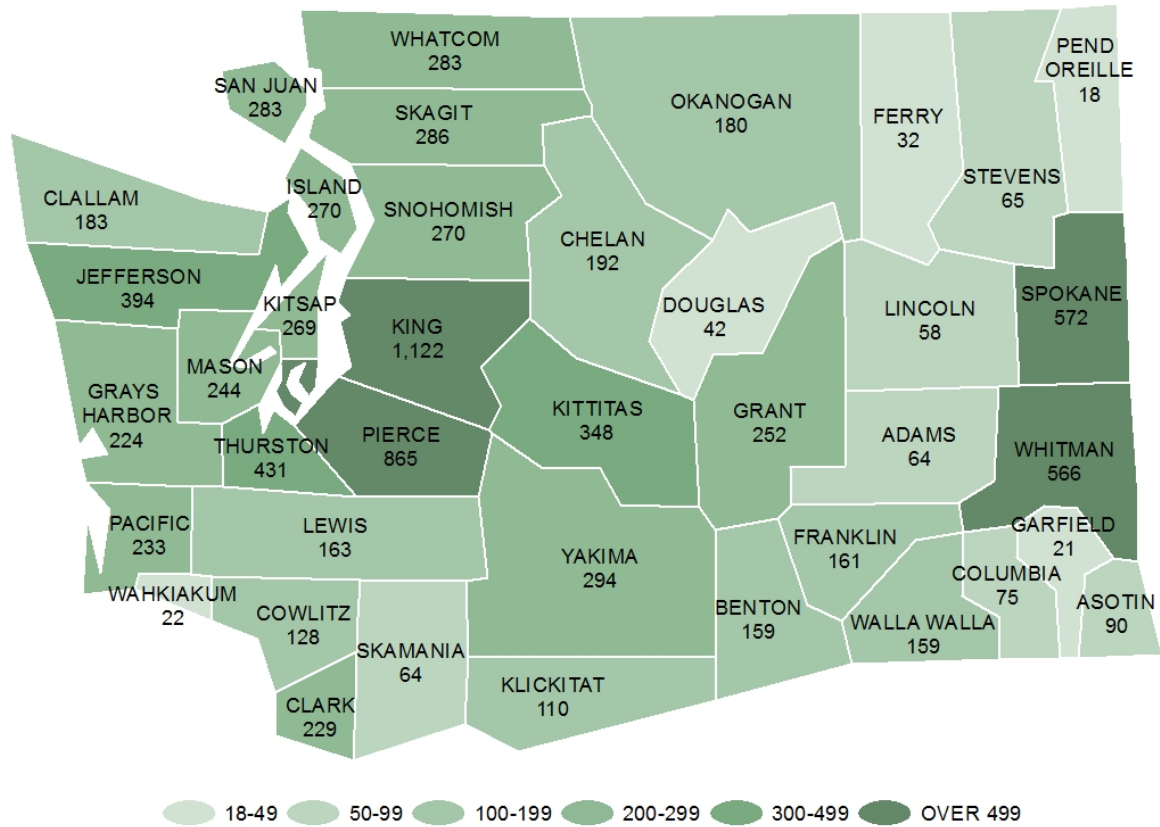 WHATCOM
283
SAN JUAN
283
SKAGIT
286
OKANOGAN
180
FERRY
32
PEND
OREILLE
18
STEVENS
65
CLALLAM
183
ISLAND
270
SNOHOMISH
270
CHELAN
192
JEFFERSON
394
KITSAP
269
KING
1,122
DOUGLAS
42
LINCOLN
58
SPOKANE
572
MASON
244
GRAYS
HARBOR
224
THURSTON
431
PIERCE
865
KITTITAS
348
GRANT
252
ADAMS
64
WHITMAN
566
PACIFIC
233
LEWIS
163
YAKIMA
294
FRANKLIN
161
GARFIELD
21
WAHKIAKUM
22
COWLITZ
128
SKAMANIA
64
BENTON
159
WALLA WALLA
159
COLUMBIA
75
ASOTIN
90
CLARK
229
KLICKITAT
110
18-49 50-99 100-199 200-299 300-499 OVER 499